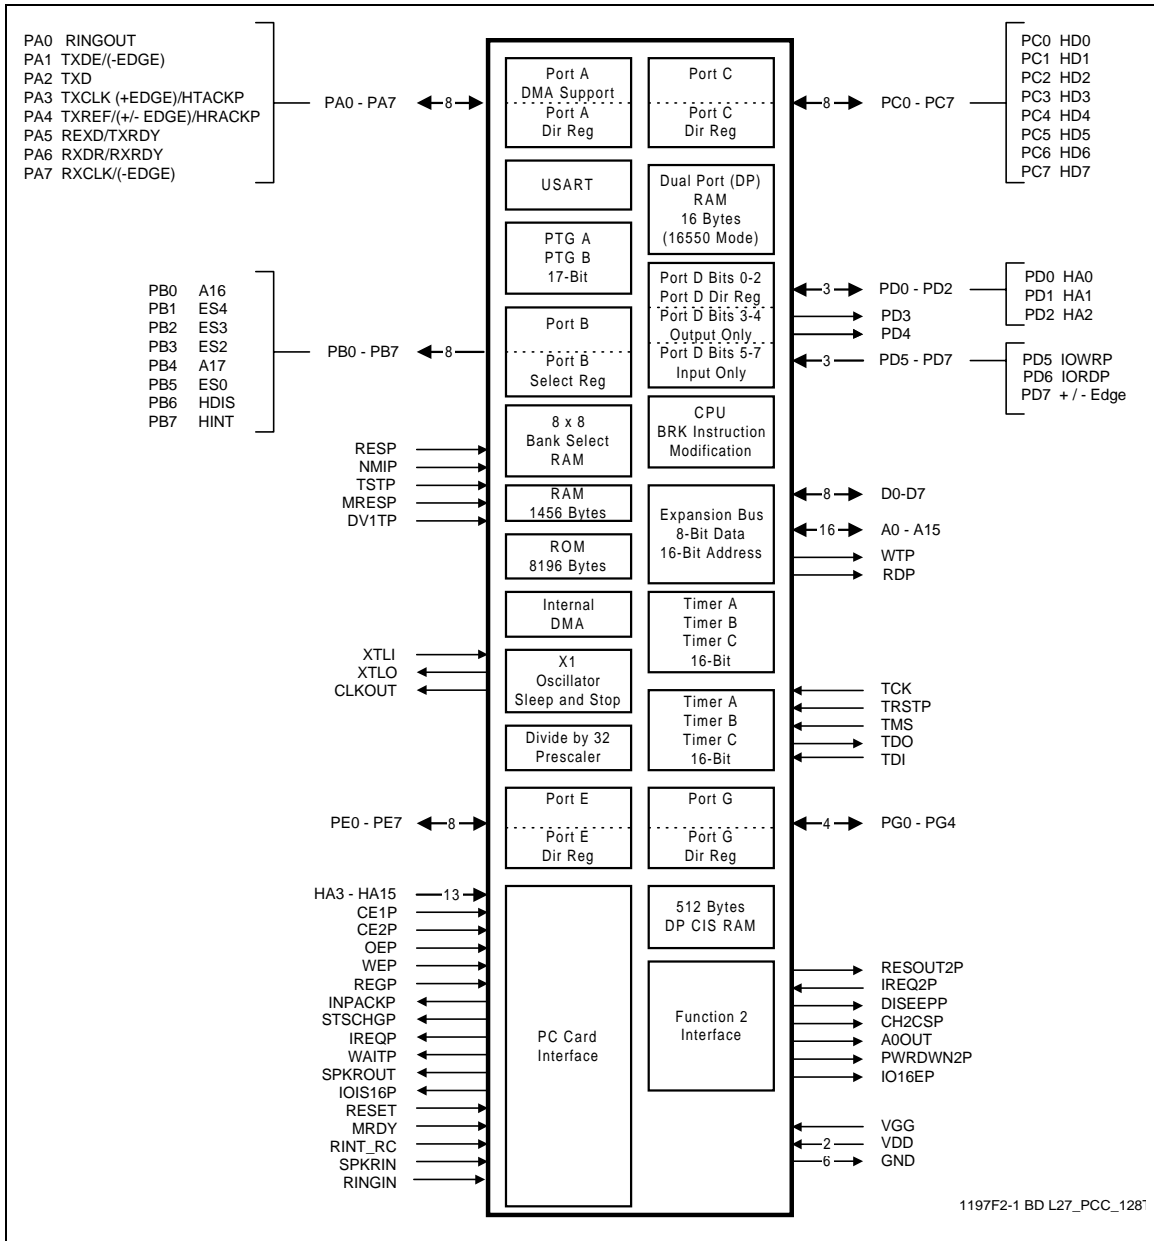 PA0 RINGOUT
PA1 TXDE/(-EDGE)
PA2 TXD
PA3 TXCLK (+EDGE)/HTACKP
PA4 TXREF/(+/- EDGE)/HRACKP
PA5 REXD/TXRDY
PA6 RXDR/RXRDY
PA7 RXCLK/(-EDGE)
PA0 - PA7
8
PB0 A16
PB1 ES4
PB2 ES3
PB3 ES2
PB4 A17
PB5 ES0
PB6 HDIS
PB7 HINT
PB0 - PB7
8
RESP
NMIP
TSTP
MRESP
DV1TP
XTLI
XTLO
CLKOUT
PE0 - PE7
8
HA3 - HA15
13
CE1P
CE2P
OEP
WEP
REGP
INPACKP
STSCHGP
IREQP
WAITP
SPKROUT
IOIS16P
RESET
MRDY
RINT_RC
SPKRIN
RINGIN
Port A
DMA Support
Port A
Dir Reg
USART
PTG A
PTG B
17-Bit
Port B
Port B
Select Reg
8 x 8
Bank Select
RAM
RAM
1456 Bytes
ROM
8196 Bytes
Internal
DMA
X1
Oscillator
Sleep and Stop
Divide by 32
Prescaler
Port E
Port E
Dir Reg
PC Card
Interface
Port C
Port C
Dir Reg
Dual Port (DP)
RAM
16 Bytes
(16550 Mode)
Port D Bits 0-2
Port D Dir Reg
Port D Bits 3-4
Output Only
Port D Bits 5-7
Input Only
CPU
BRK Instruction
Modification
Expansion Bus
8-Bit Data
16-Bit Address
Timer A
Timer B
Timer C
16-Bit
Timer A
Timer B
Timer C
16-Bit
Port G
Port G
Dir Reg
512 Bytes
DP CIS RAM
Function 2
Interface
8
PC0 - PC7
PC0 HD0
PC1 HD1
PC2 HD2
PC3 HD3
PC4 HD4
PC5 HD5
PC6 HD6
PC7 HD7
3
PD0 - PD2
PD0 HA0
PD1 HA1
PD2 HA2
PD3
PD4
3
PD5 - PD7
PD5 IOWRP
PD6 IORDP
PD7 + / - Edge
8
D0-D7
16
A0 - A15
WTP
RDP
TCK
TRSTP
TMS
TDO
TDI
4
PG0 - PG4
RESOUT2P
IREQ2P
DISEEPP
CH2CSP
A0OUT
PWRDWN2P
IO16EP
VGG
2
VDD
6
GND
1197F2-1 BD L27_PCC_128